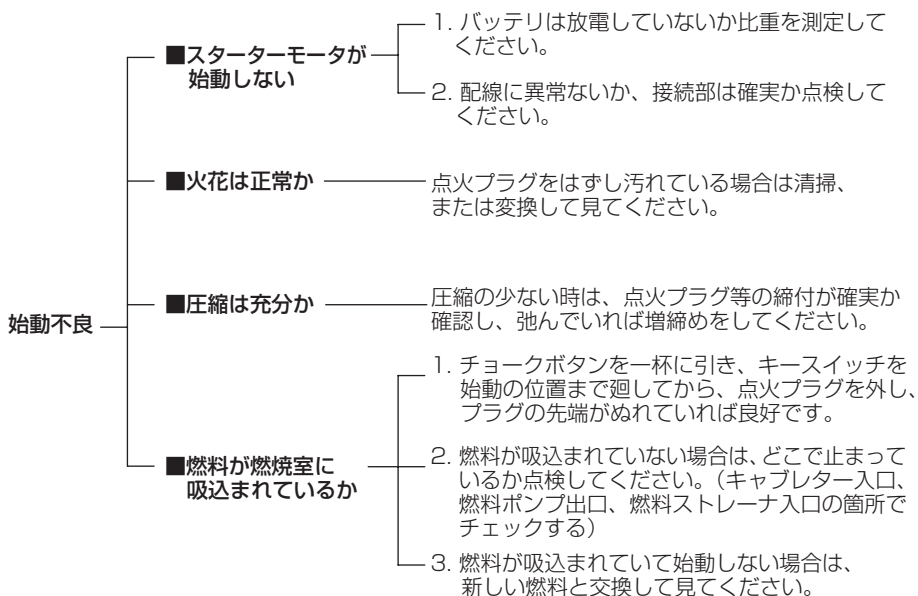 始動不良
■スターターモータが
始動しない
1. バッテリは放電していないか比重を測定して
ください。
2. 配線に異常ないか、接続部は確実か点検して
ください。
■火花は正常か
点火プラグをはずし汚れている場合は清掃、
または変換して見てください。
■圧縮は充分か
圧縮の少ない時は、点火プラグ等の締付が確実か
確認し、弛んでいれば増締めをしてください。
■燃料が燃焼室に
吸込まれているか
1. チョークボタンを一杯に引き、キースイッチを
始動の位置まで廻してから、点火プラグを外し、
プラグの先端がぬれていれば良好です。
2. 燃料が吸込まれていない場合は、どこで止まって
いるか点検してください。（キャブレター入口、
燃料ポンプ出口、燃料ストレーナ入口の箇所で
チェックする）
3. 燃料が吸込まれていて始動しない場合は、
新しい燃料と交換して見てください。